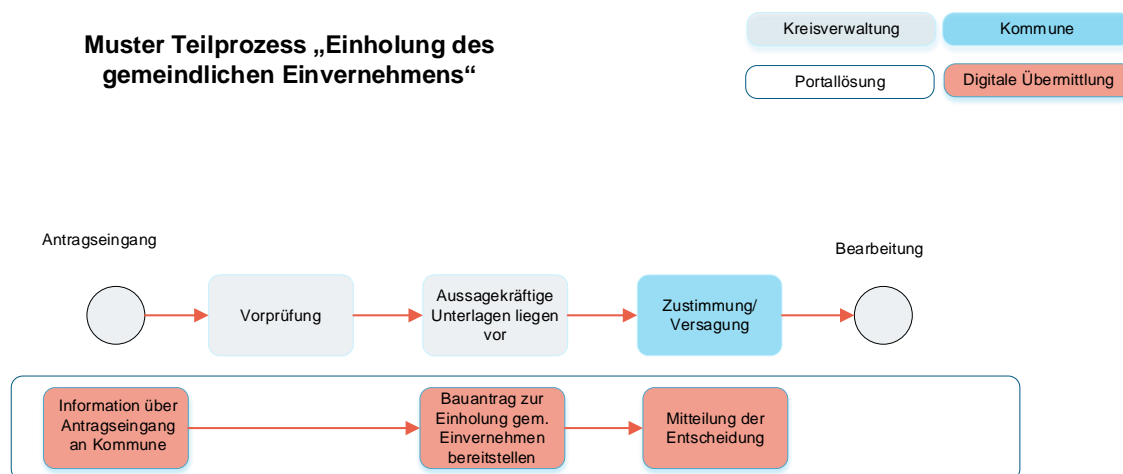 Muster Teilprozess „Einholung des
gemeindlichen Einvernehmens“
Kreisverwaltung
Kommune
Portallösung
Digitale Übermittlung
Antragseingang
Bearbeitung
Vorprüfung
Aussagekräftige
Unterlagen liegen
vor
Zustimmung/
Versagung
Information über
Antragseingang
an Kommune
Bauantrag zur
Einholung gem.
Einvernehmen
bereitstellen
Mitteilung der
Entscheidung